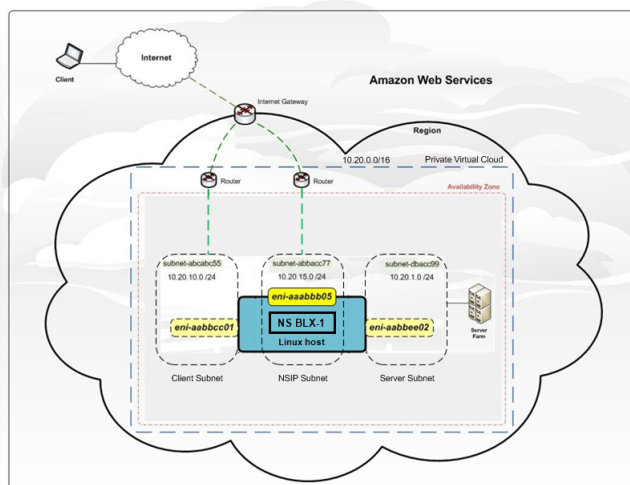 Client
Internet
Amazon Web Services
Internet Gateway
Region
10.20.0.0/16 Private Virtual Cloud
Router
Router
Availability Zone
subnet-abcabc55
10.20.10.0 /24
subnet-abbacc77
10.20.15.0 /24
subnet-dbacc99
10.20.1.0 /24
eni-aaabbb05
eni-aabbcc01
NS BLX-1
eni-aabbee02
Linux host
Server
Farm
Client Subnet
NSIP Subnet
Server Subnet